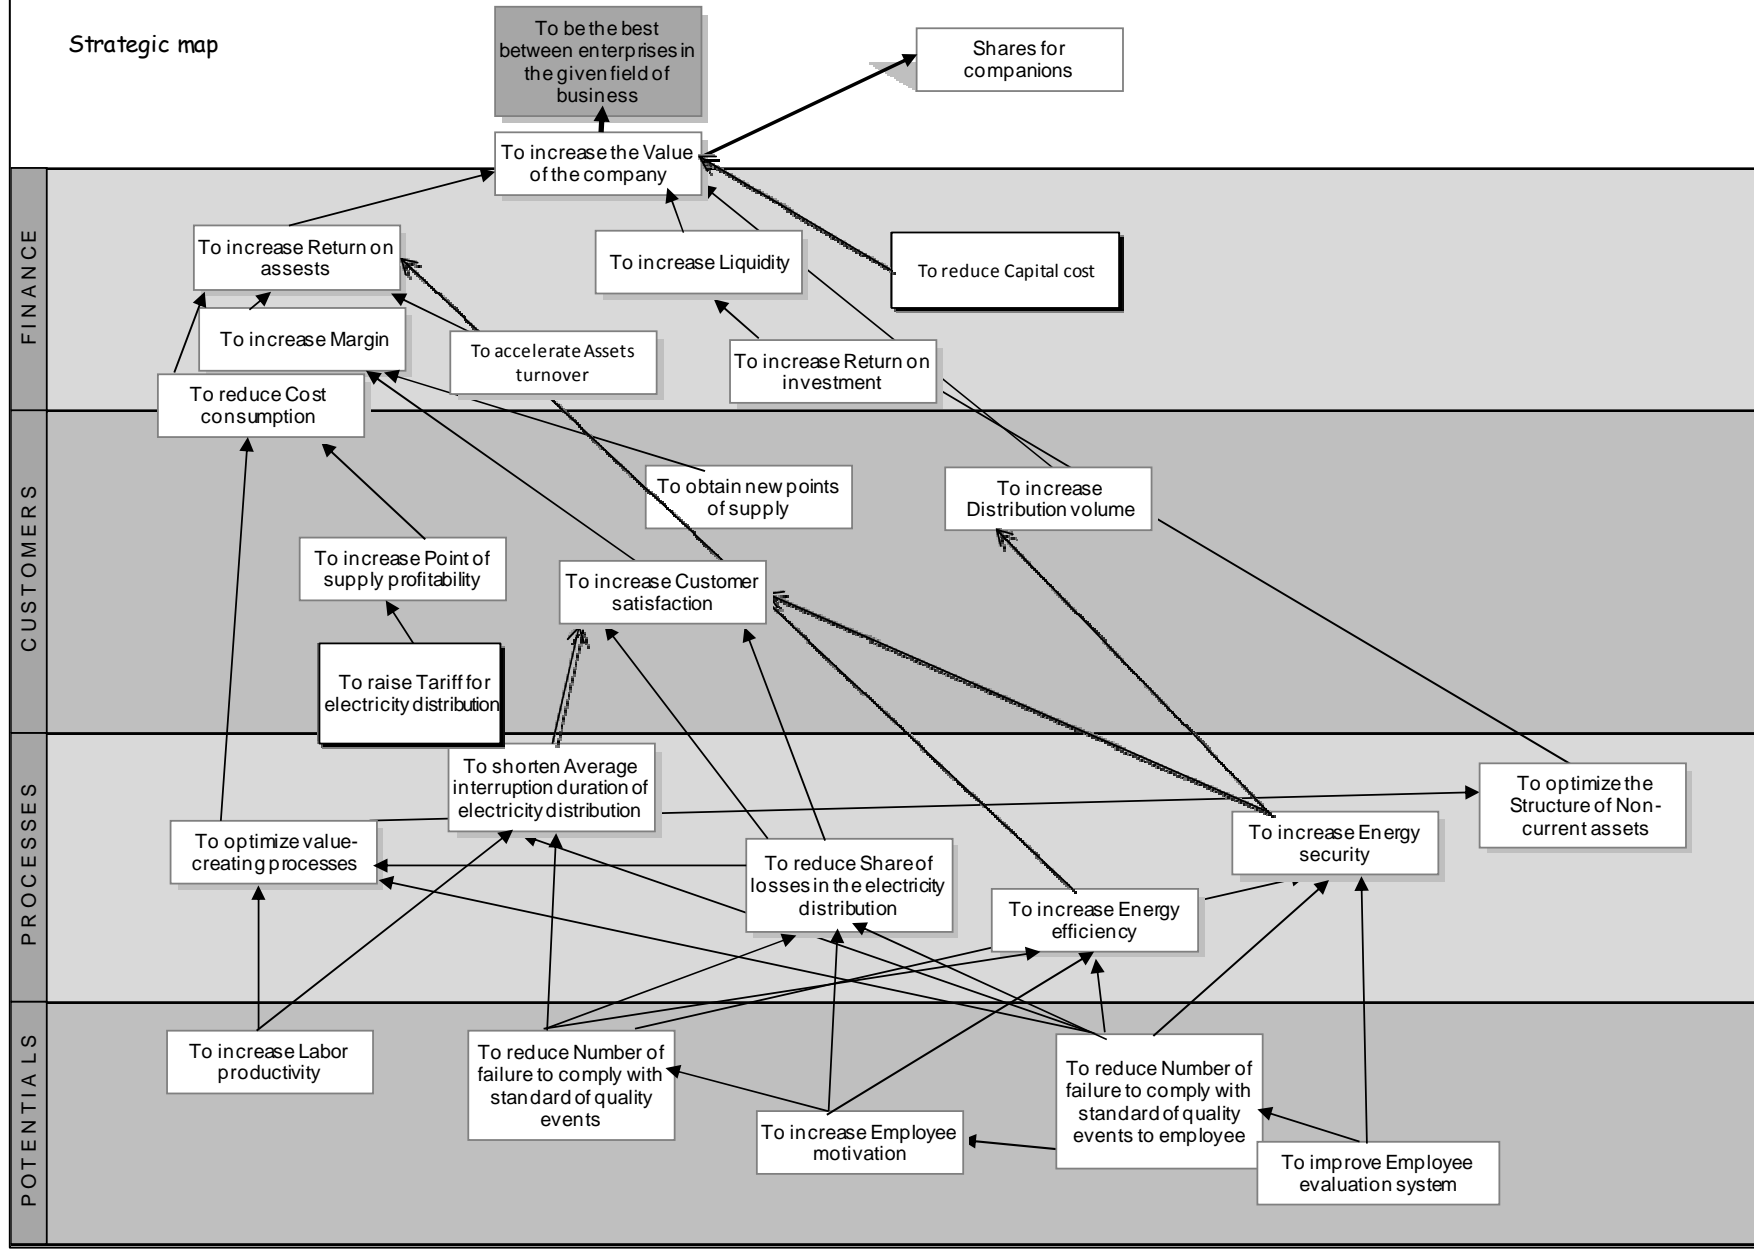 Strategic map
To be the best
between enterprises in
the given field of
business
Shares for
companions
To increase the Value
of the company
FINANCE
To increase Return on
assests
To increase Liquidity
To reduce Capital cost
To increase Margin
To accelerate Assets
turnover
To increase Return on
investment
To reduce Cost
consumption
CUSTOMERS
To obtain new points
of supply
To increase
Distribution volume
To increase Point of
supply profitability
To increase Customer
satisfaction
To raise Tariff for
electricity distribution
PROCESSES
To shorten Average
interruption duration of
electricity distribution
To optimize the
Structure of Non-
current assets
To optimize value-
creating processes
To increase Energy
security
To reduce Share of
losses in the electricity
distribution
To increase Energy
efficiency
POTENTIALS
To increase Labor
productivity
To reduce Number of
failure to comply with
standard of quality
events
To increase Employee
motivation
To reduce Number of
failure to comply with
standard of quality
events to employee
To improve Employee
evaluation system